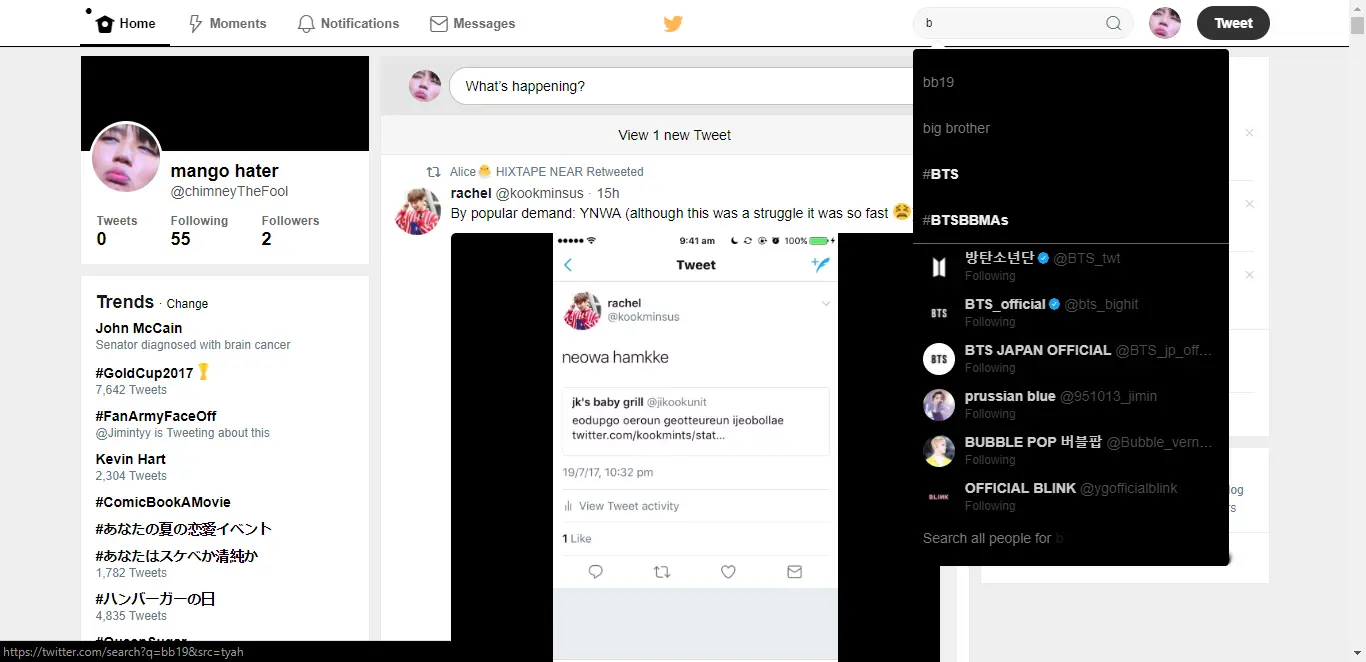 Home
Moments
Notifications
Messages
b
Tweet
mango hater
@chimneyTheFool
Tweets Following Followers
0 55 2
Trends · Change
John McCain
Senator diagnosed with brain cancer
#GoldCup2017 🏆
7,642 Tweets
#FanArmyFaceOff
@Jimintyy is Tweeting about this
Kevin Hart
2,304 Tweets
#ComicBookAMovie
#あなたの夏の恋愛イベント
#あなたはスケベか清純か
1,782 Tweets
#ハンバーガーの日
4,835 Tweets
#QueenSugar
What's happening?
View 1 new Tweet
Alice🐣 HIXTAPE NEAR Retweeted
rachel @kookminsus · 15h
By popular demand: YNWA (although this was a struggle it was so fast 😫
9:41 am
100%
Tweet
rachel
@kookminsus
neowa hamkke
jk's baby grill @jikookunit
eodupgo oeroun geotteureun ijeobollae
twitter.com/kookmints/stat...
19/7/17, 10:32 pm
View Tweet activity
1 Like
bb19
big brother
#BTS
#BTSBBMAs
방탄소년단 @BTS_twt
Following
BTS_official @bts_bighit
Following
BTS
BTS JAPAN OFFICIAL @BTS_jp_off...
Following
BTS
prussian blue @951013_jimin
Following
BUBBLE POP 버블팝 @Bubble_vern...
Following
OFFICIAL BLINK @ygofficialblink
Following
BLINK
Search all people for b
https://twitter.com/search?q=bb19&src=tyah